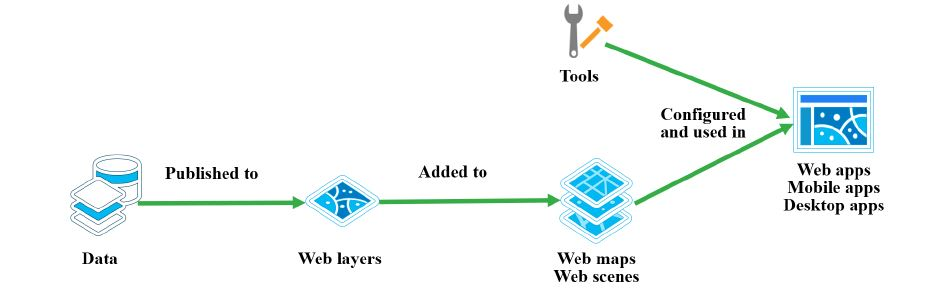 Tools
Configured
and used in
Published to
Added to
Web apps
Mobile apps
Desktop apps
Data
Web layers
Web maps
Web scenes